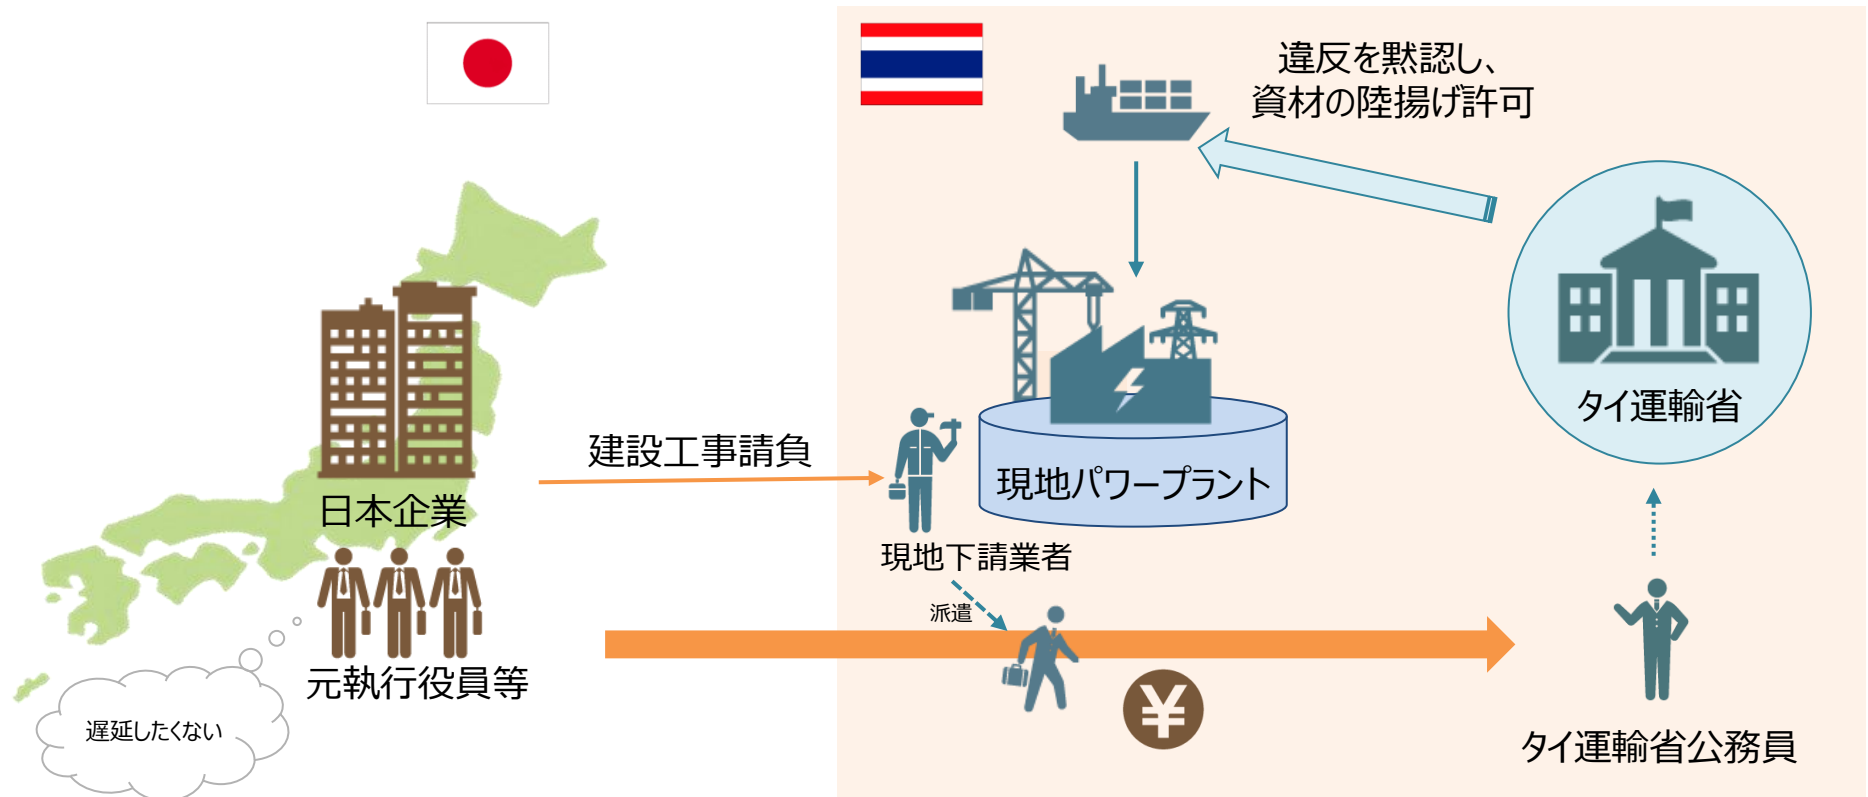 違反を黙認し、
資材の陸揚げ許可
タイ運輸省
建設工事請負
現地パワープラント
日本企業
現地下請業者
派遣
元執行役員等
遅延したくない
¥
タイ運輸省公務員